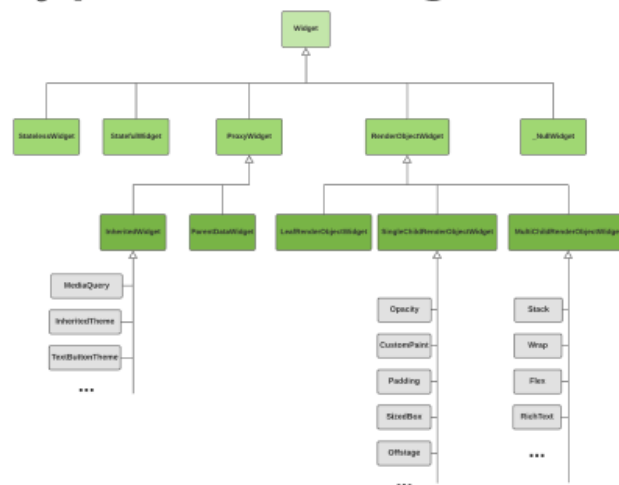 Widget
StatelessWidget
StatefulWidget
ProxyWidget
RenderObjectWidget
_NullWidget
InheritedWidget
ParentDataWidget
LeafRenderObjectWidget
SingleChildRenderObjectWidget
MultiChildRenderObjectWidge
MediaQuery
InheritedTheme
TextButtonTheme
...
Opacity
CustomPaint
Padding
SizedBox
Offstage
...
Stack
Wrap
Flex
RichText
...